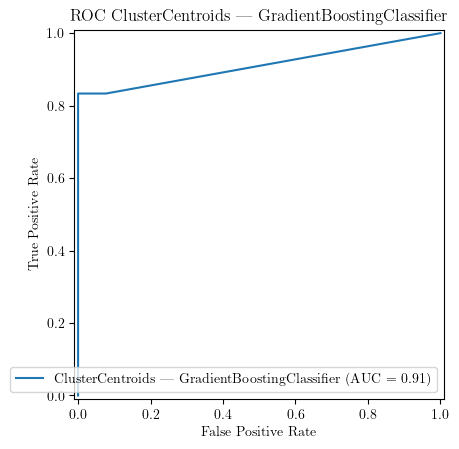 ROC ClusterCentroids — GradientBoostingClassifier
1.0
0.8
0.6
0.4
0.2
0.0
True Positive Rate
ClusterCentroids — GradientBoostingClassifier (AUC = 0.91)
0.0 0.2 0.4 0.6 0.8 1.0
False Positive Rate